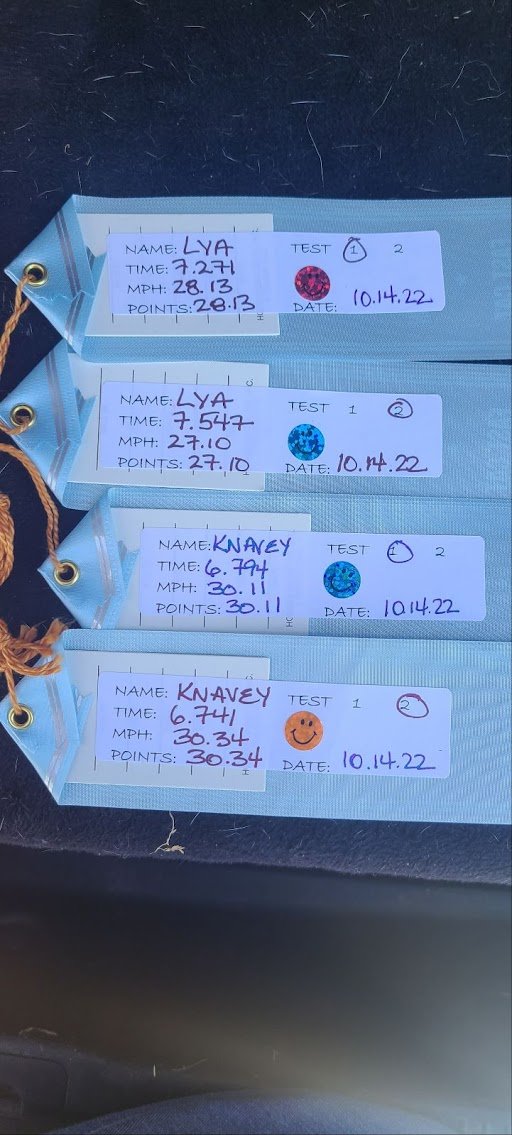 NAME: LYA TEST 1 2
TIME: 7.271
MPH: 28.13
POINTS: 28.13 DATE: 10.14.22
NAME: LYA TEST 1 2
TIME: 7.547
MPH: 27.10
POINTS: 27.10 DATE: 10.14.22
NAME: KNAVEY TEST 1 2
TIME: 6.794
MPH: 30.11
POINTS: 30.11 DATE: 10.14.22
NAME: KNAVEY TEST 1 2
TIME: 6.741
MPH: 30.34
POINTS: 30.34 DATE: 10.14.22